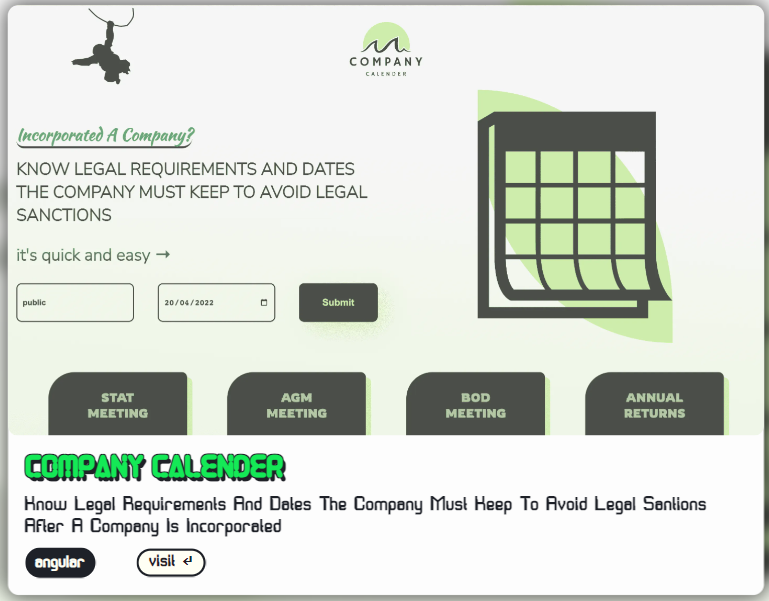 COMPANY
CALENDER
Incorporated A Company?
KNOW LEGAL REQUIREMENTS AND DATES
THE COMPANY MUST KEEP TO AVOID LEGAL
SANCTIONS
it's quick and easy →
public
20/04/2022
Submit
STAT
MEETING
AGM
MEETING
BOD
MEETING
ANNUAL
RETURNS
COMPANY CALENDER
Know Legal Requirements And Dates The Company Must Keep To Avoid Legal Santions
After A Company Is Incorporated
angular
visit ↵